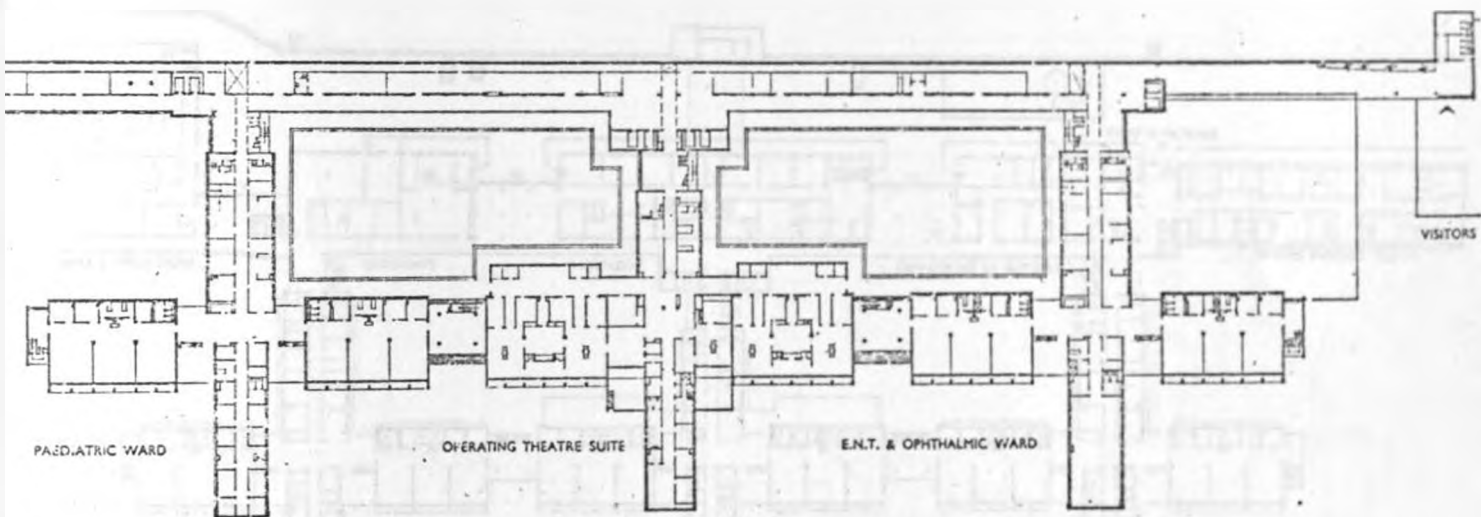 VISITORS
PAEDIATRIC WARD
OPERATING THEATRE SUITE
E.N.T. & OPHTHALMIC WARD